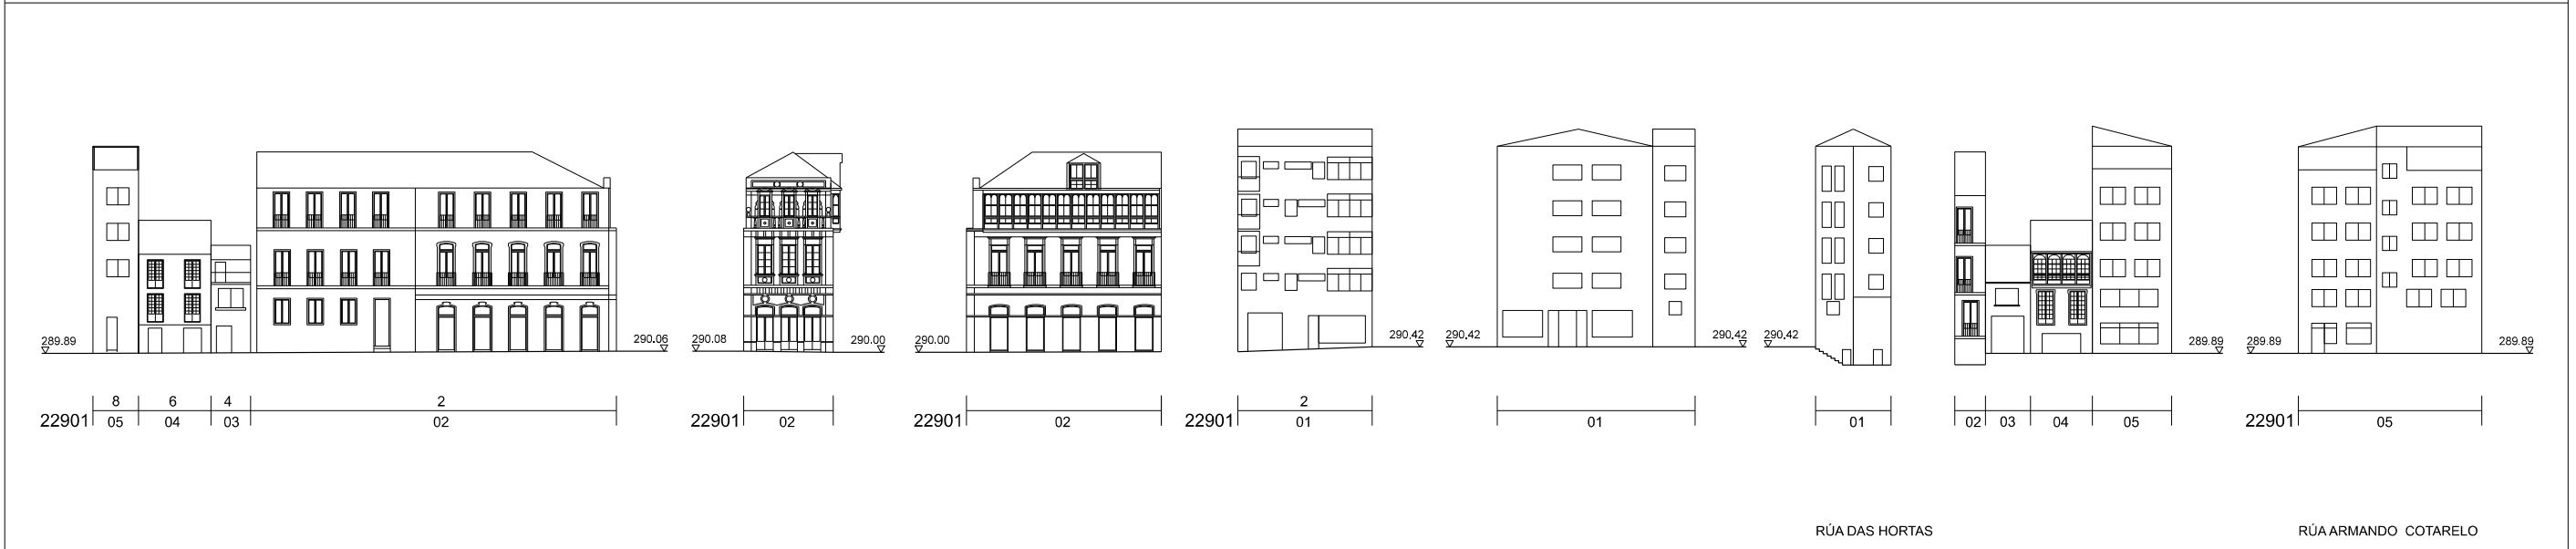 289.89 290.06 290.08 290.00 290.00 290.42 290.42 290.42 290.42 289.89 289.89 289.89
8 6 4 2 2
22901 05 04 03 02 22901 02 22901 02 22901 01 01 01 02 03 04 05 22901 05
RÚA DAS HORTAS RÚA ARMANDO COTARELO